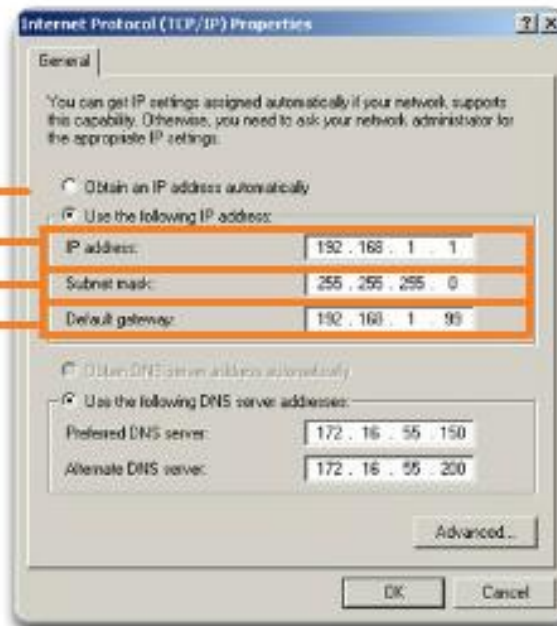 Internet Protocol (TCP/IP) Properties
General
You can get IP settings assigned automatically if your network supports
this capability. Otherwise, you need to ask your network administrator for
the appropriate IP settings.
Obtain an IP address automatically
Use the following IP address:
IP address: 192 . 168 . 1 . 1
Subnet mask: 255 . 255 . 255 . 0
Default gateway: 192 . 168 . 1 . 99
Obtain DNS server address automatically
Use the following DNS server addresses:
Preferred DNS server: 172 . 16 . 55 . 150
Alternate DNS server: 172 . 16 . 55 . 200
Advanced...
OK Cancel